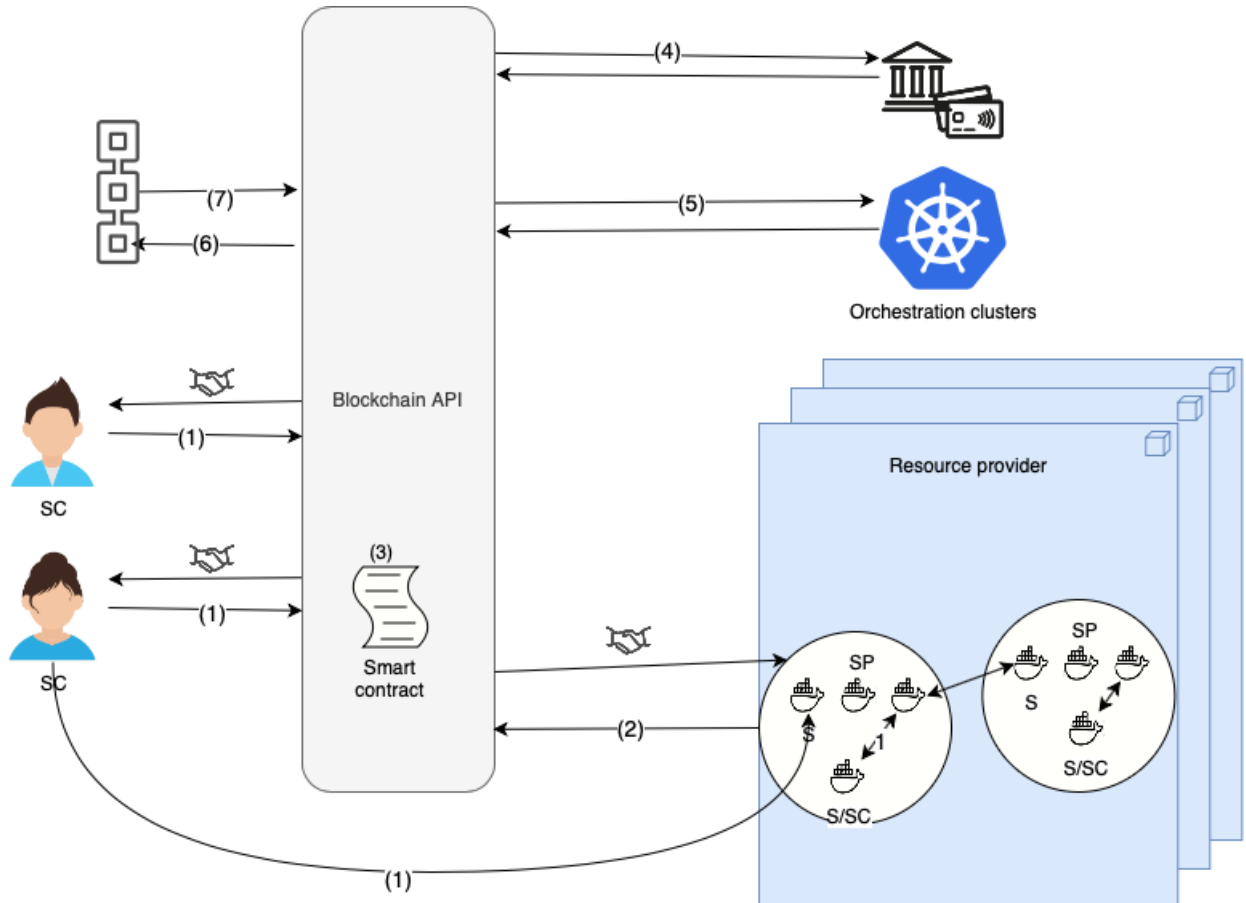 (4)
(7)
(5)
(6)
Orchestration clusters
Blockchain API
(1)
SC
Resource provider
(3)
(1)
Smart
contract
SC
SP
SP
S
S
(2)
1
S/SC
S/SC
(1)